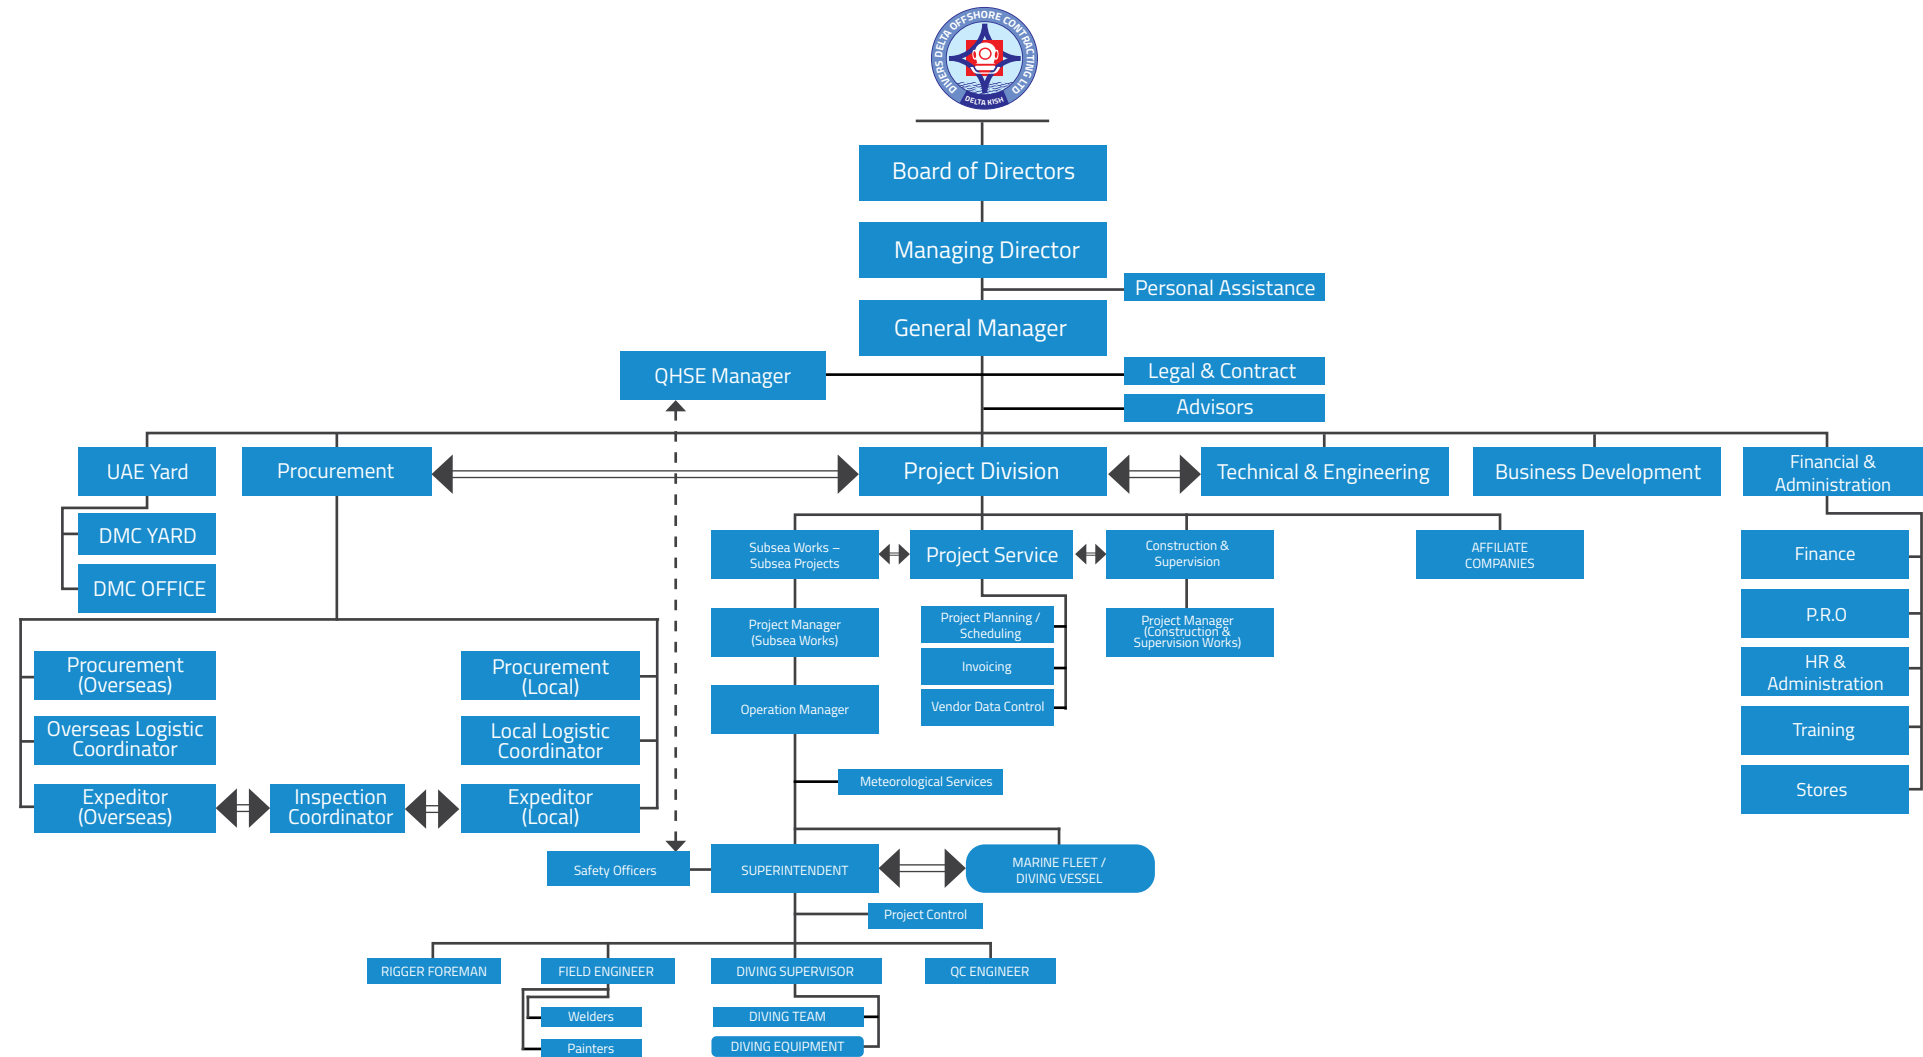 DIVERS DELTA OFFSHORE CONTRACTING LTD
DELTA KISH
Board of Directors
Managing Director
Personal Assistance
General Manager
QHSE Manager
Legal & Contract
Advisors
UAE Yard
Procurement
Project Division
Technical & Engineering
Business Development
Financial &
Administration
DMC YARD
DMC OFFICE
Subsea Works –
Subsea Projects
Project Service
Construction &
Supervision
AFFILIATE
COMPANIES
Finance
P.R.O
HR &
Administration
Training
Stores
Project Manager
(Subsea Works)
Project Planning /
Scheduling
Invoicing
Vendor Data Control
Project Manager
(Construction &
Supervision Works)
Operation Manager
Procurement
(Overseas)
Overseas Logistic
Coordinator
Expeditor
(Overseas)
Inspection
Coordinator
Procurement
(Local)
Local Logistic
Coordinator
Expeditor
(Local)
Meteorological Services
Safety Officers
SUPERINTENDENT
MARINE FLEET /
DIVING VESSEL
Project Control
RIGGER FOREMAN
FIELD ENGINEER
DIVING SUPERVISOR
QC ENGINEER
Welders
Painters
DIVING TEAM
DIVING EQUIPMENT